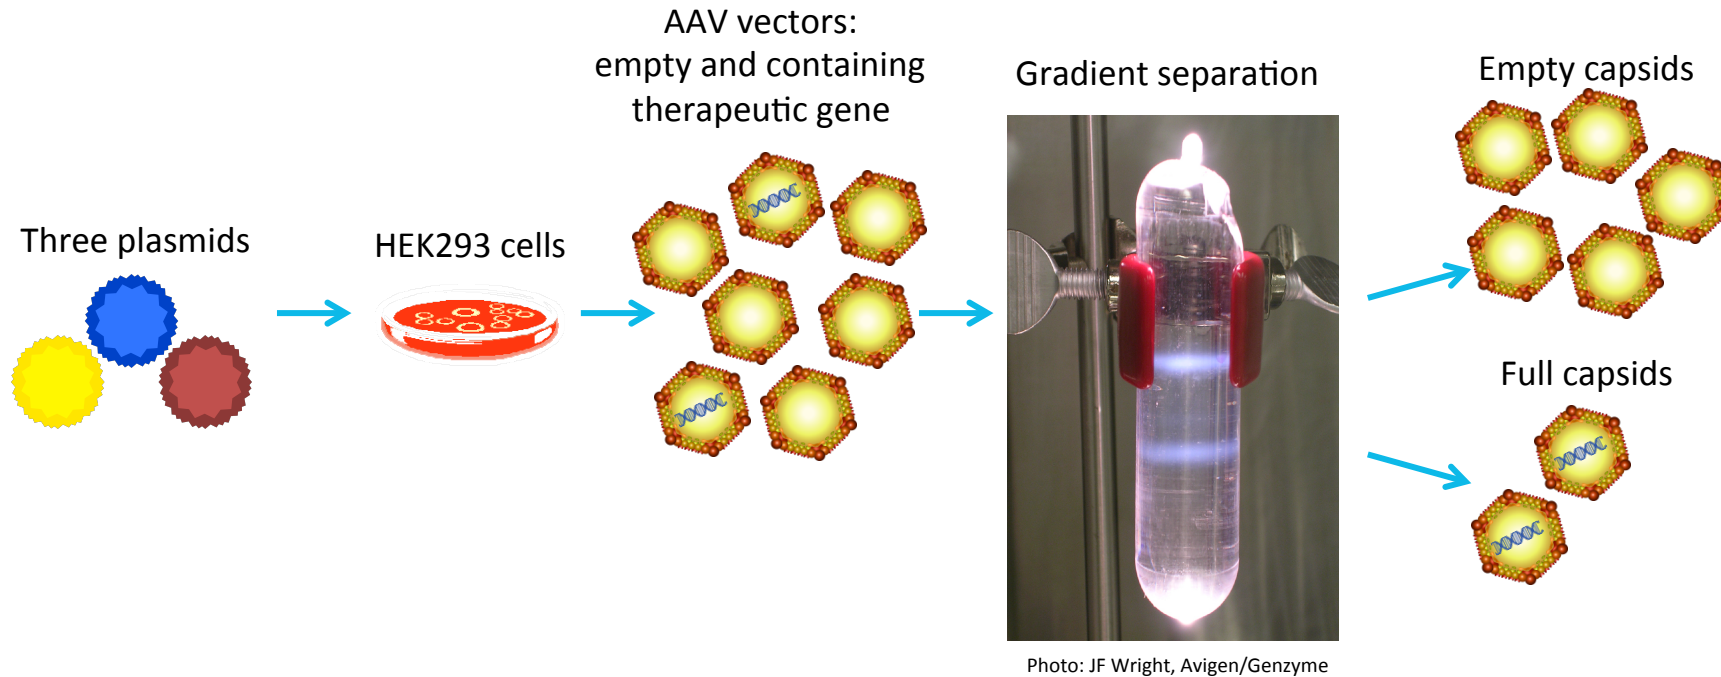 Three plasmids
HEK293 cells
AAV vectors:
empty and containing
therapeutic gene
Gradient separation
Photo: JF Wright, Avigen/Genzyme
Empty capsids
Full capsids